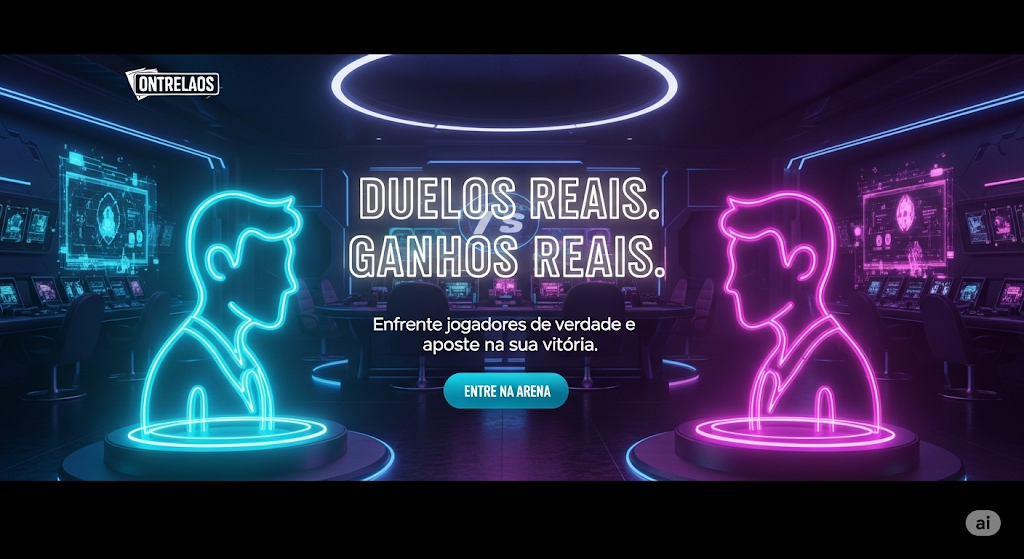 ONTRELAOS
DUELOS REAIS.
GANHOS REAIS.
Enfrente jogadores de verdade e
aposte na sua vitória.
ENTRE NA ARENA
ai